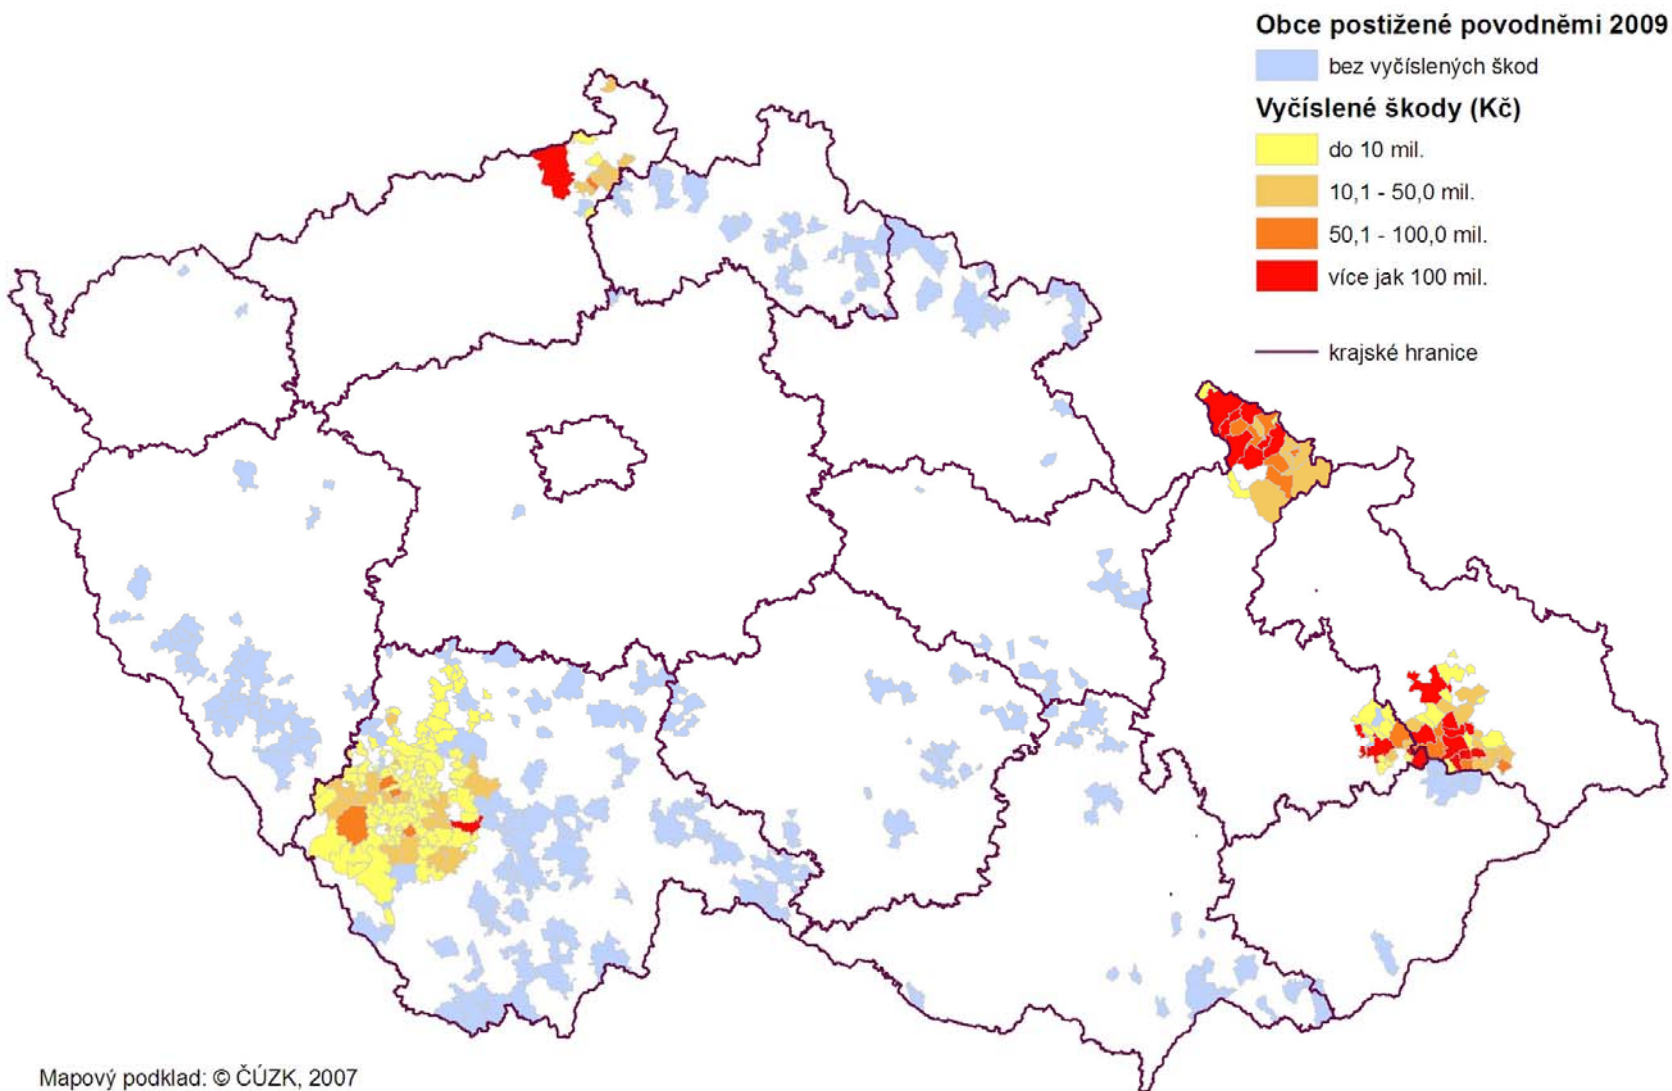 Obce postižené povodněmi 2009
bez vyčíslených škod
Vyčíslené škody (Kč)
do 10 mil.
10,1 - 50,0 mil.
50,1 - 100,0 mil.
více jak 100 mil.
krajské hranice
Mapový podklad: © ČÚZK, 2007